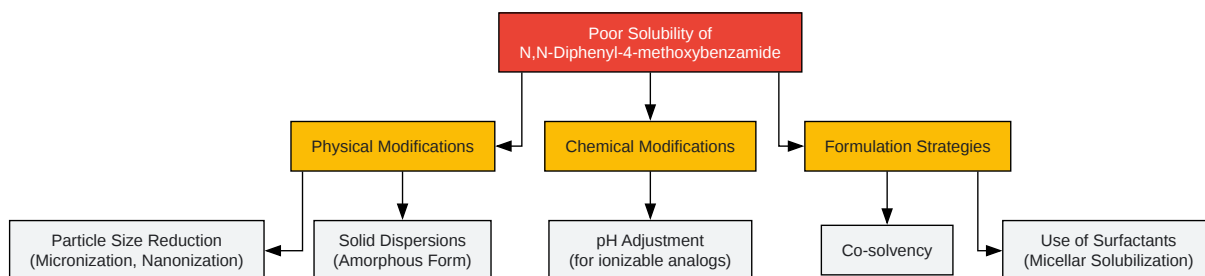 Poor Solubility of
N,N-Diphenyl-4-methoxybenzamide
Physical Modifications
Chemical Modifications
Formulation Strategies
Particle Size Reduction
(Micronization, Nanonization)
Solid Dispersions
(Amorphous Form)
pH Adjustment
(for ionizable analogs)
Co-solvency
Use of Surfactants
(Micellar Solubilization)